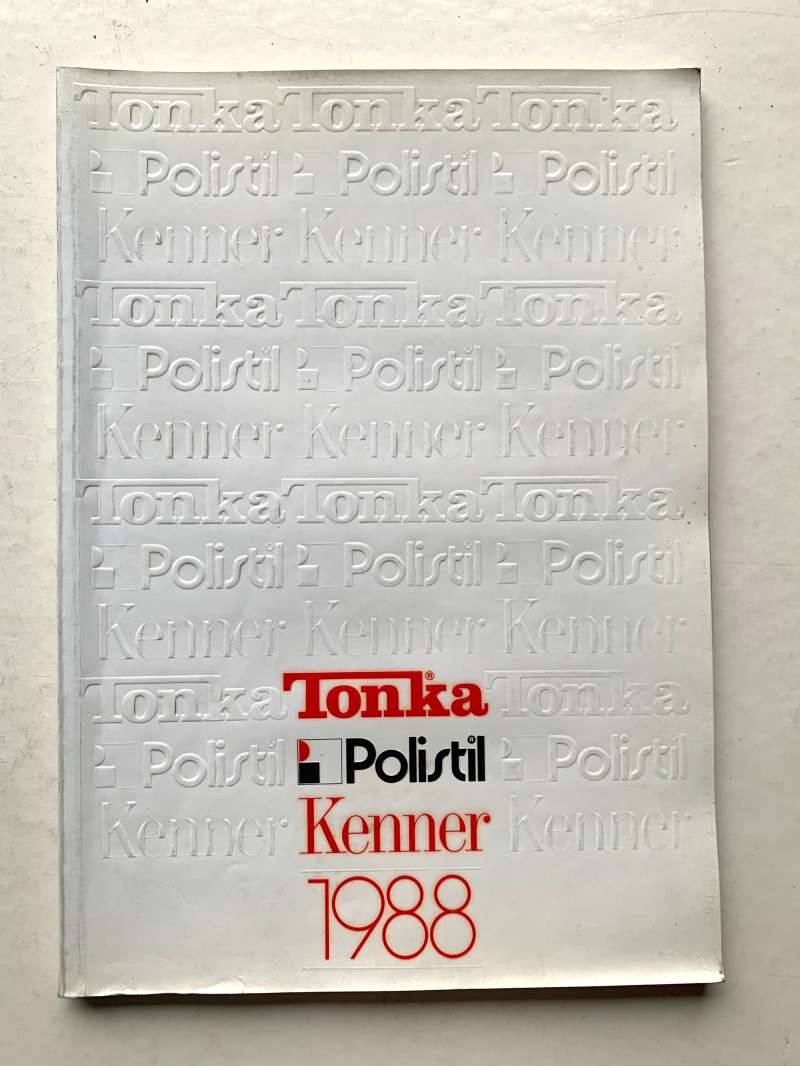 Tonka Tonka Tonka
Polistil Polistil Polistil
Kenner Kenner Kenner
Tonka Tonka Tonka
Polistil Polistil Polistil
Kenner Kenner Kenner
Tonka Tonka Tonka
Polistil Polistil Polistil
Kenner Kenner Kenner
Tonka Tonka® Tonka
Polistil Polistil® Polistil
Kenner Kenner Kenner
1988